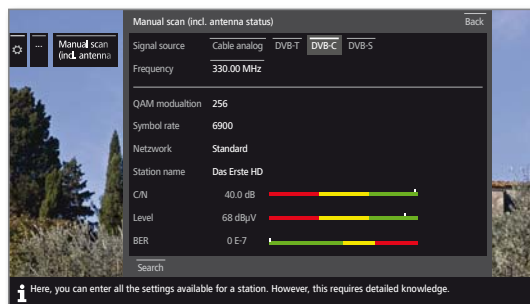 Manual scan (incl. antenna status)
Back
...
Manual scan
(incl. antenna
Signal source
Cable analog
DVB-T
DVB-C
DVB-S
Frequency
330.00 MHz
QAM modualtion
256
Symbol rate
6900
Netzwork
Standard
Station name
Das Erste HD
C/N
40.0 dB
Level
68 dBµV
BER
0 E-7
Search
i Here, you can enter all the settings available for a station. However, this requires detailed knowledge.